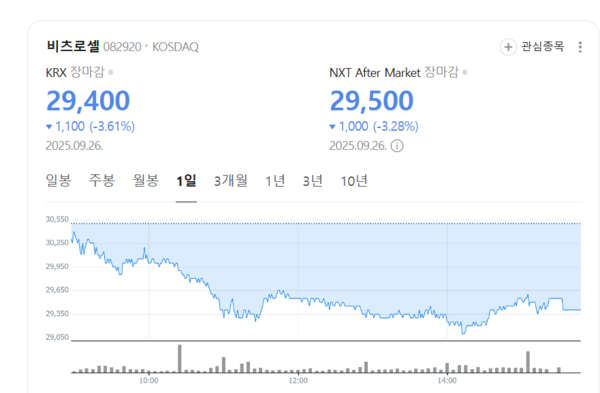 비츠로셀 082920 · KOSDAQ
+ 관심종목
KRX 장마감
29,400
▼ 1,100 (-3.61%)
2025.09.26.
NXT After Market 장마감
29,500
▼ 1,000 (-3.28%)
2025.09.26.
일봉 주봉 월봉 1일 3개월 1년 3년 10년
30,550
30,250
29,950
29,650
29,350
29,050
10:00 12:00 14:00